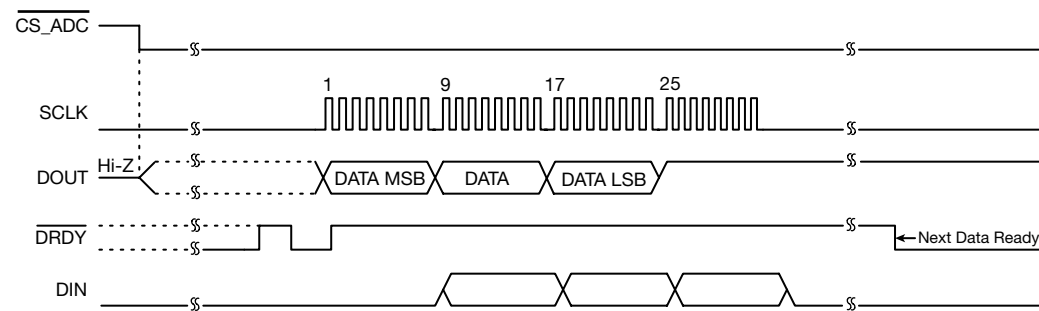 CS_ADC
1 9 17 25
SCLK
Hi-Z
DOUT DATA MSB DATA DATA LSB
DRDY Next Data Ready
DIN